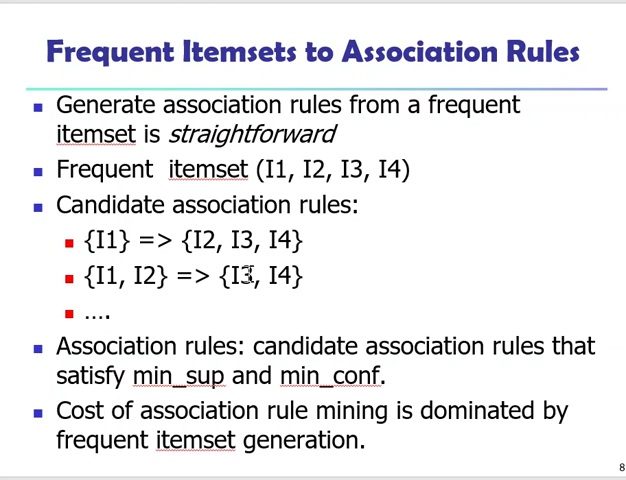 Frequent Itemsets to Association Rules
Generate association rules from a frequent
itemset is straightforward
Frequent itemset (I1, I2, I3, I4)
Candidate association rules:
{I1} => {I2, I3, I4}
{I1, I2} => {I3, I4}
….
Association rules: candidate association rules that
satisfy min_sup and min_conf.
Cost of association rule mining is dominated by
frequent itemset generation.
8